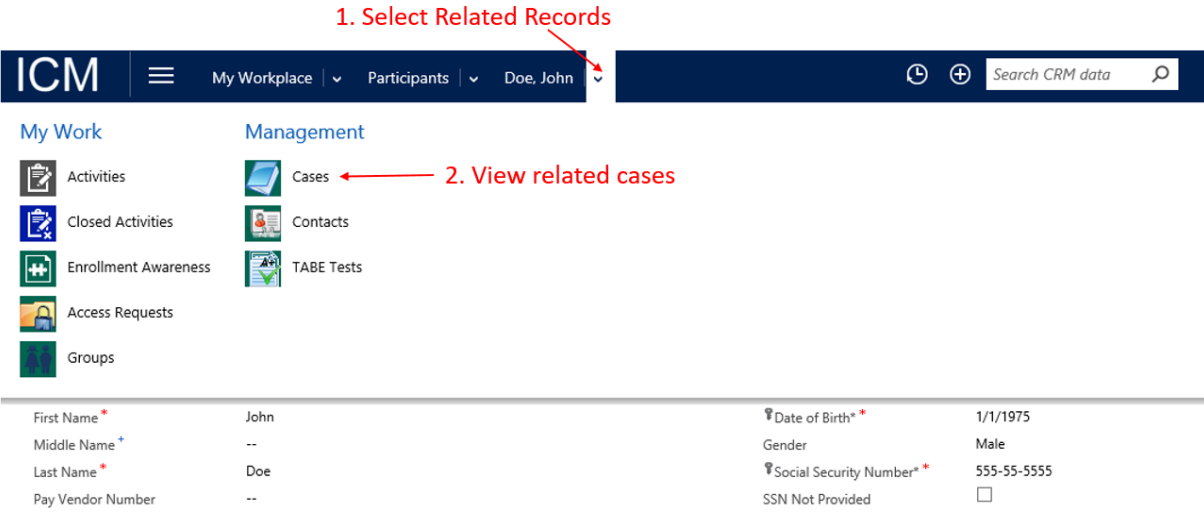 1. Select Related Records
ICM My Workplace Participants Doe, John Search CRM data
My Work Management
Activities Cases 2. View related cases
Closed Activities Contacts
Enrollment Awareness TABE Tests
Access Requests
Groups
First Name* John Date of Birth* * 1/1/1975
Middle Name+ -- Gender Male
Last Name* Doe Social Security Number* * 555-55-5555
Pay Vendor Number -- SSN Not Provided